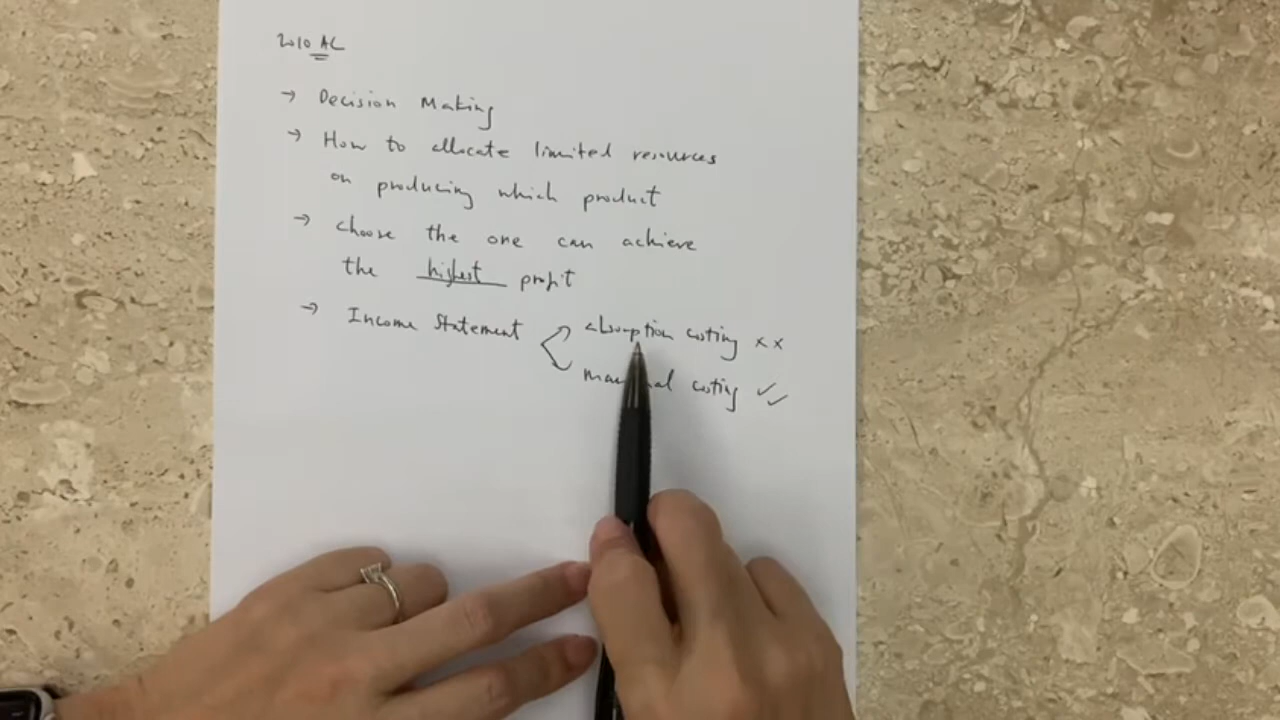 2010 AL
→ Decision Making
→ How to allocate limited resources
on producing which product
→ choose the one can achieve
the highest profit
→ Income Statement
absorption costing xx
costing ✓✓